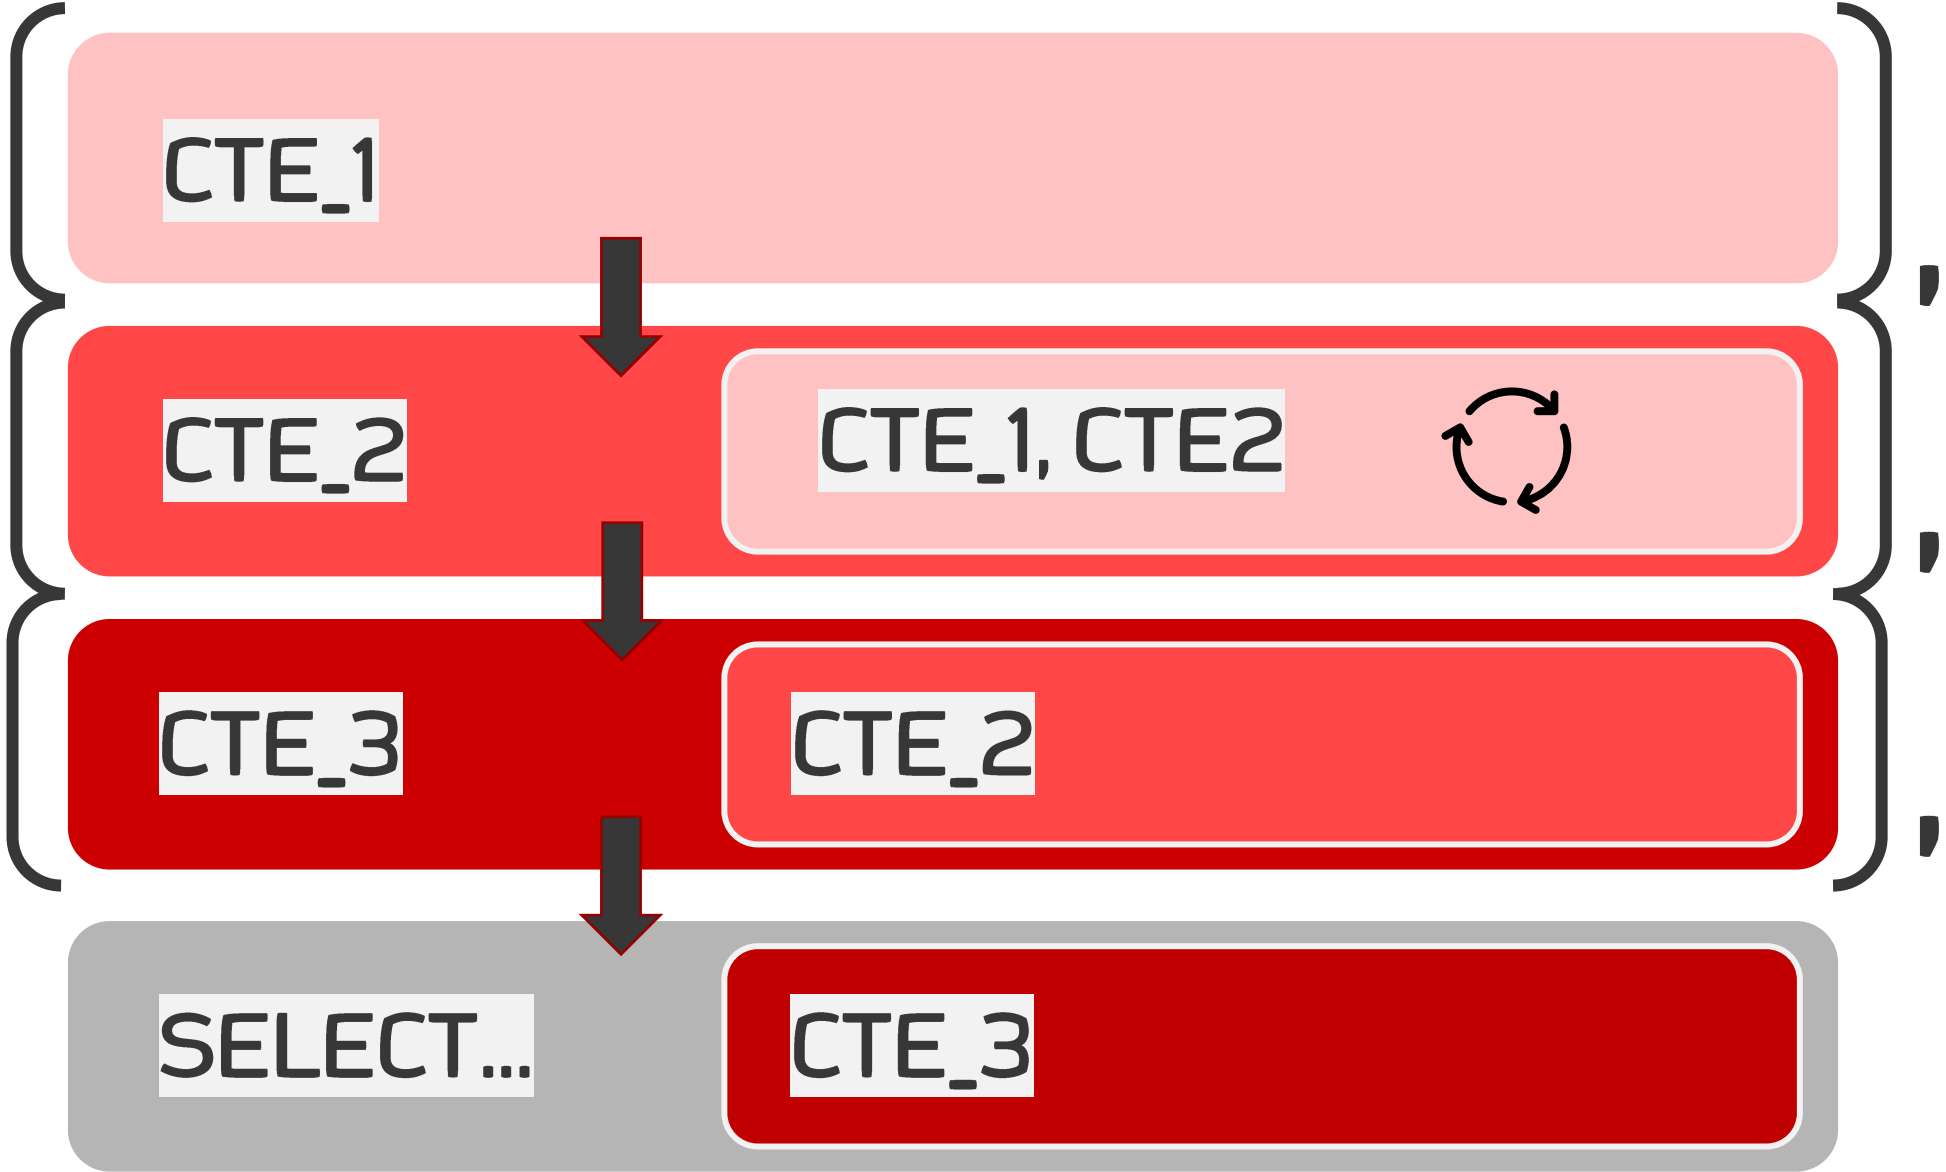 CTE_1
,
CTE_2 CTE_1, CTE2
,
CTE_3 CTE_2
,
SELECT... CTE_3